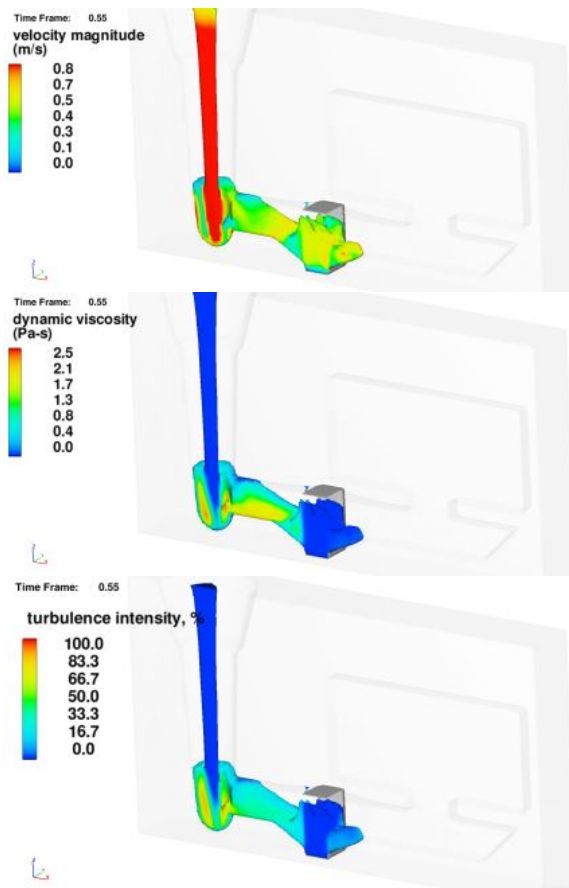 Time Frame: 0.55
velocity magnitude
(m/s)
0.8
0.7
0.5
0.4
0.3
0.1
0.0
Time Frame: 0.55
dynamic viscosity
(Pa-s)
2.5
2.1
1.7
1.3
0.8
0.4
0.0
Time Frame: 0.55
turbulence intensity, %
100.0
83.3
66.7
50.0
33.3
16.7
0.0